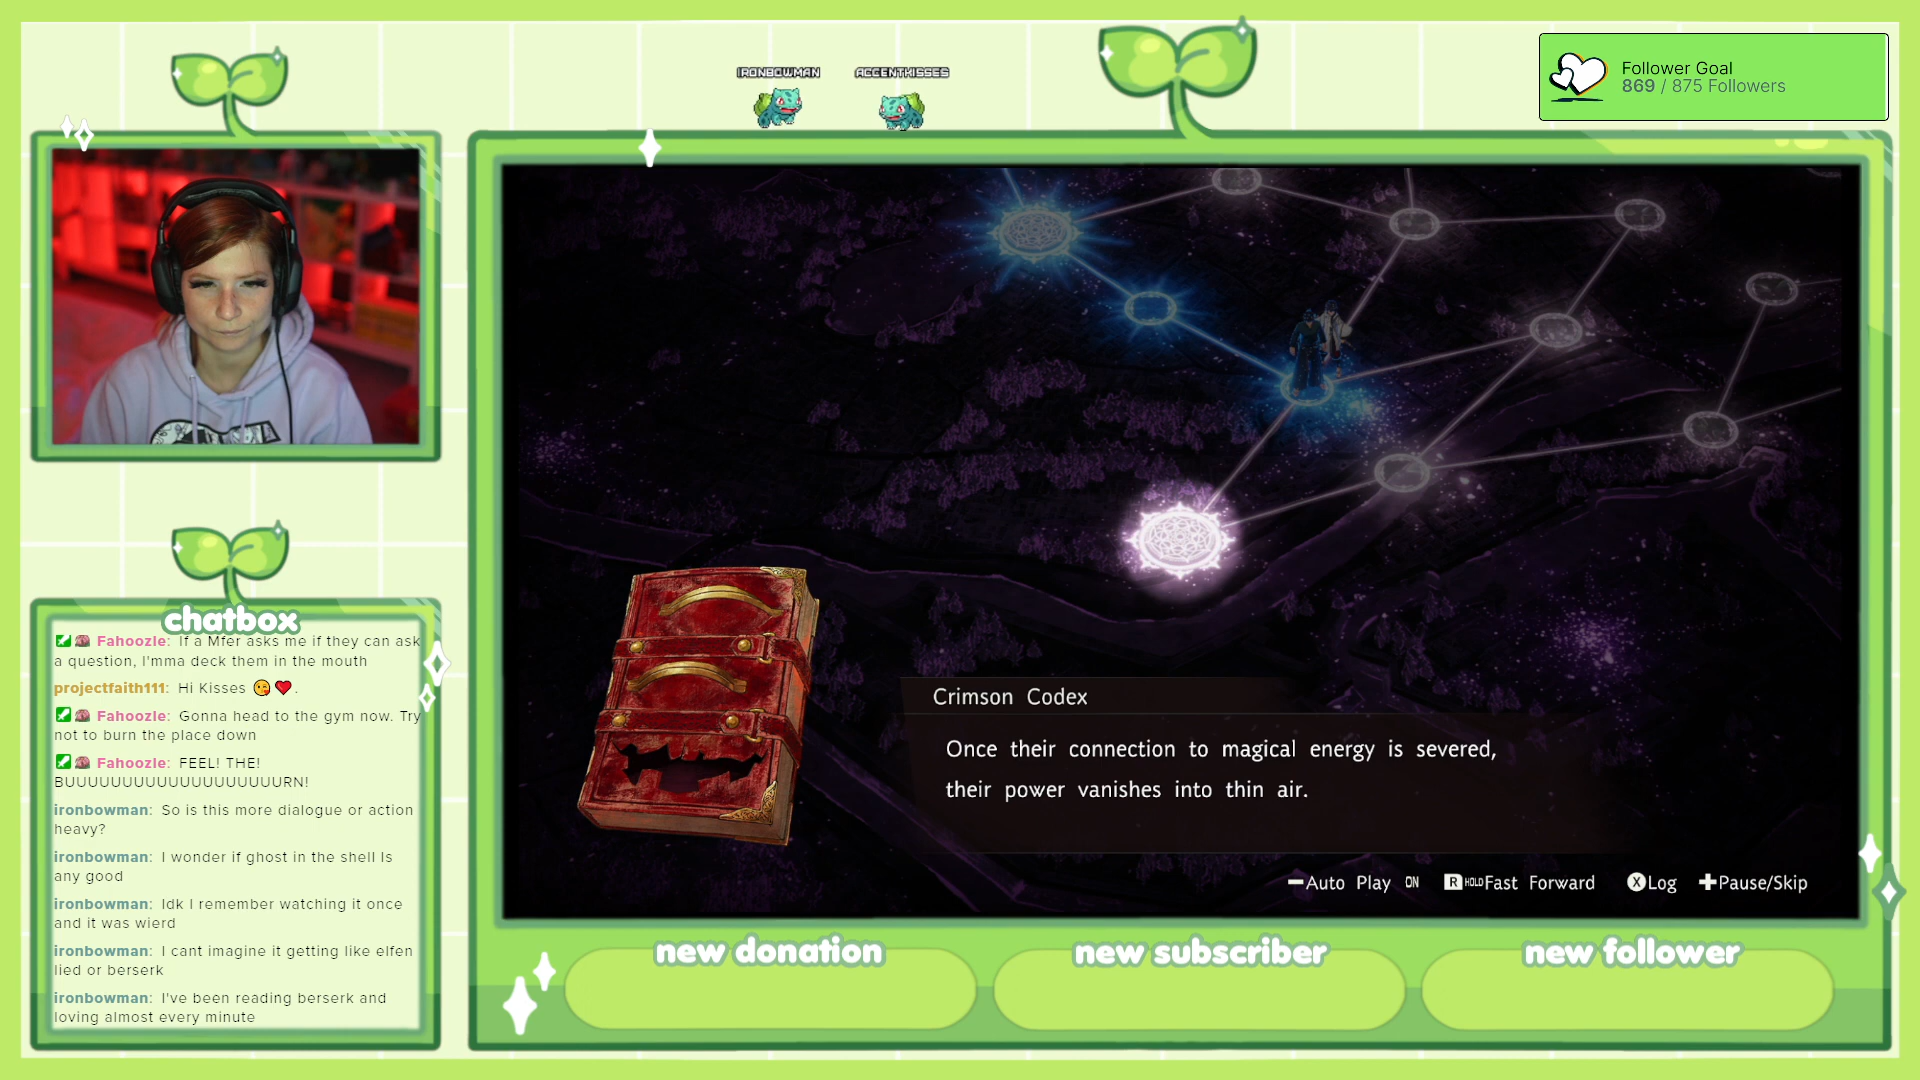 IRONBOWMAN
ACCENTKISSES
Follower Goal
869 / 875 Followers
chatbox
Fahoozle: If a Mfer asks me if they can ask
a question, I'mma deck them in the mouth
projectfaith111: Hi Kisses 😘❤️.
Fahoozle: Gonna head to the gym now. Try
not to burn the place down
Fahoozle: FEEL! THE!
BUUUUUUUUUUUUUUUUUUURN!
ironbowman: So is this more dialogue or action
heavy?
ironbowman: I wonder if ghost in the shell Is
any good
ironbowman: Idk I remember watching it once
and it was wierd
ironbowman: I cant imagine it getting like elfen
lied or berserk
ironbowman: I've been reading berserk and
loving almost every minute
Crimson Codex
Once their connection to magical energy is severed,
their power vanishes into thin air.
Auto Play ON R HOLD Fast Forward X Log Pause/Skip
new donation
new subscriber
new follower